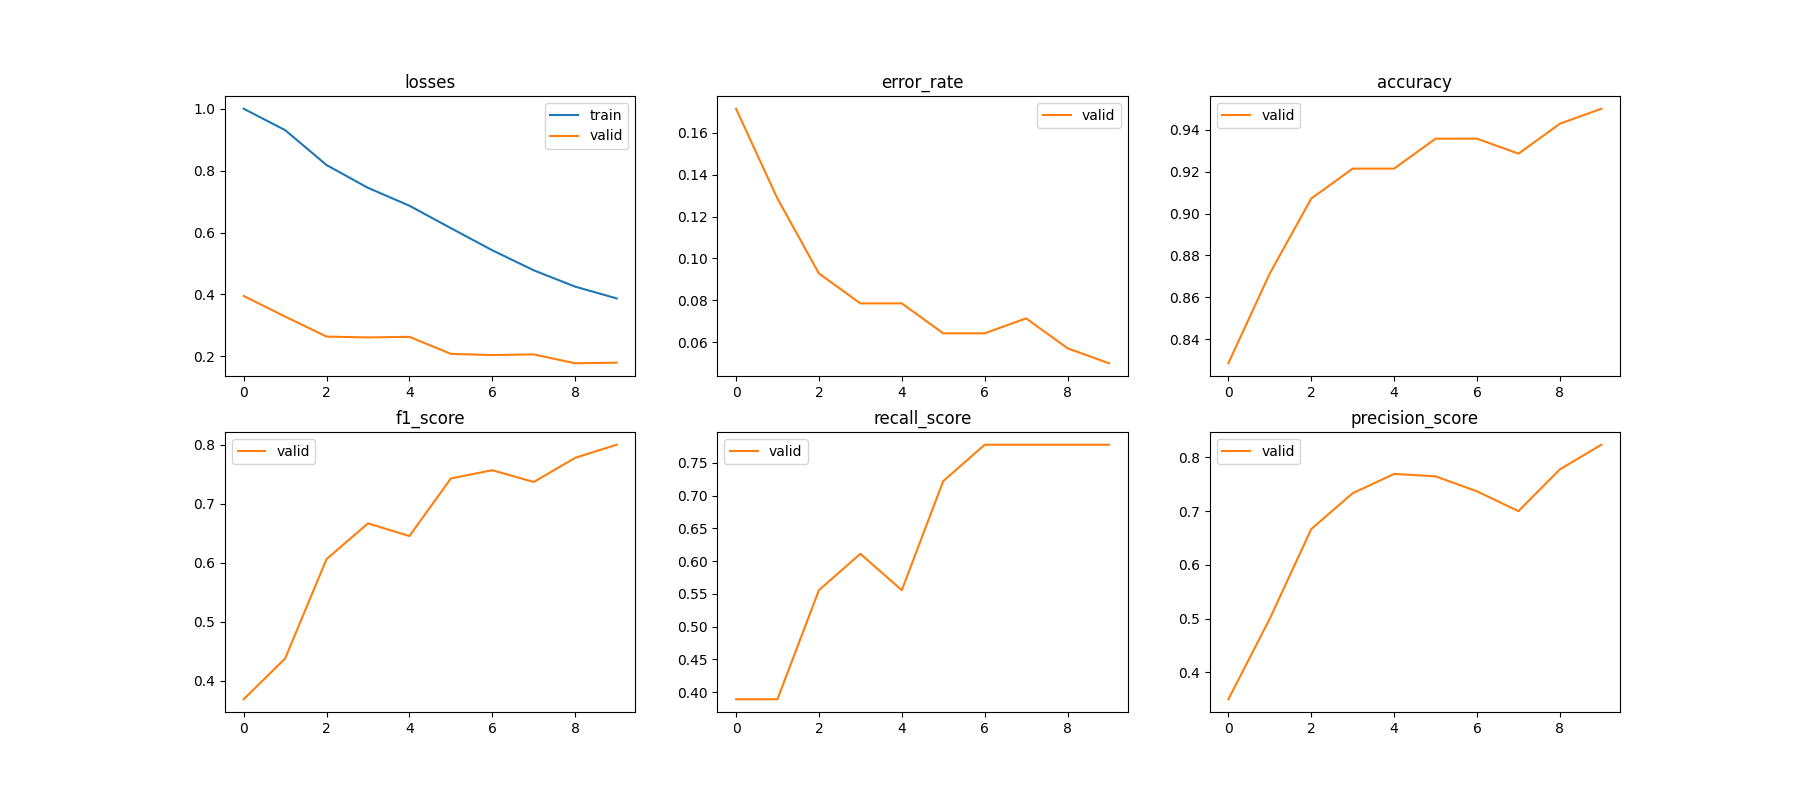 losses
error_rate
accuracy
1.0
0.8
0.6
0.4
0.2
train
valid
0 2 4 6 8
0.16
0.14
0.12
0.10
0.08
0.06
valid
0 2 4 6 8
0.94
0.92
0.90
0.88
0.86
0.84
valid
0 2 4 6 8
f1_score
recall_score
precision_score
0.8
0.7
0.6
0.5
0.4
valid
0 2 4 6 8
0.75
0.70
0.65
0.60
0.55
0.50
0.45
0.40
valid
0 2 4 6 8
0.8
0.7
0.6
0.5
0.4
valid
0 2 4 6 8